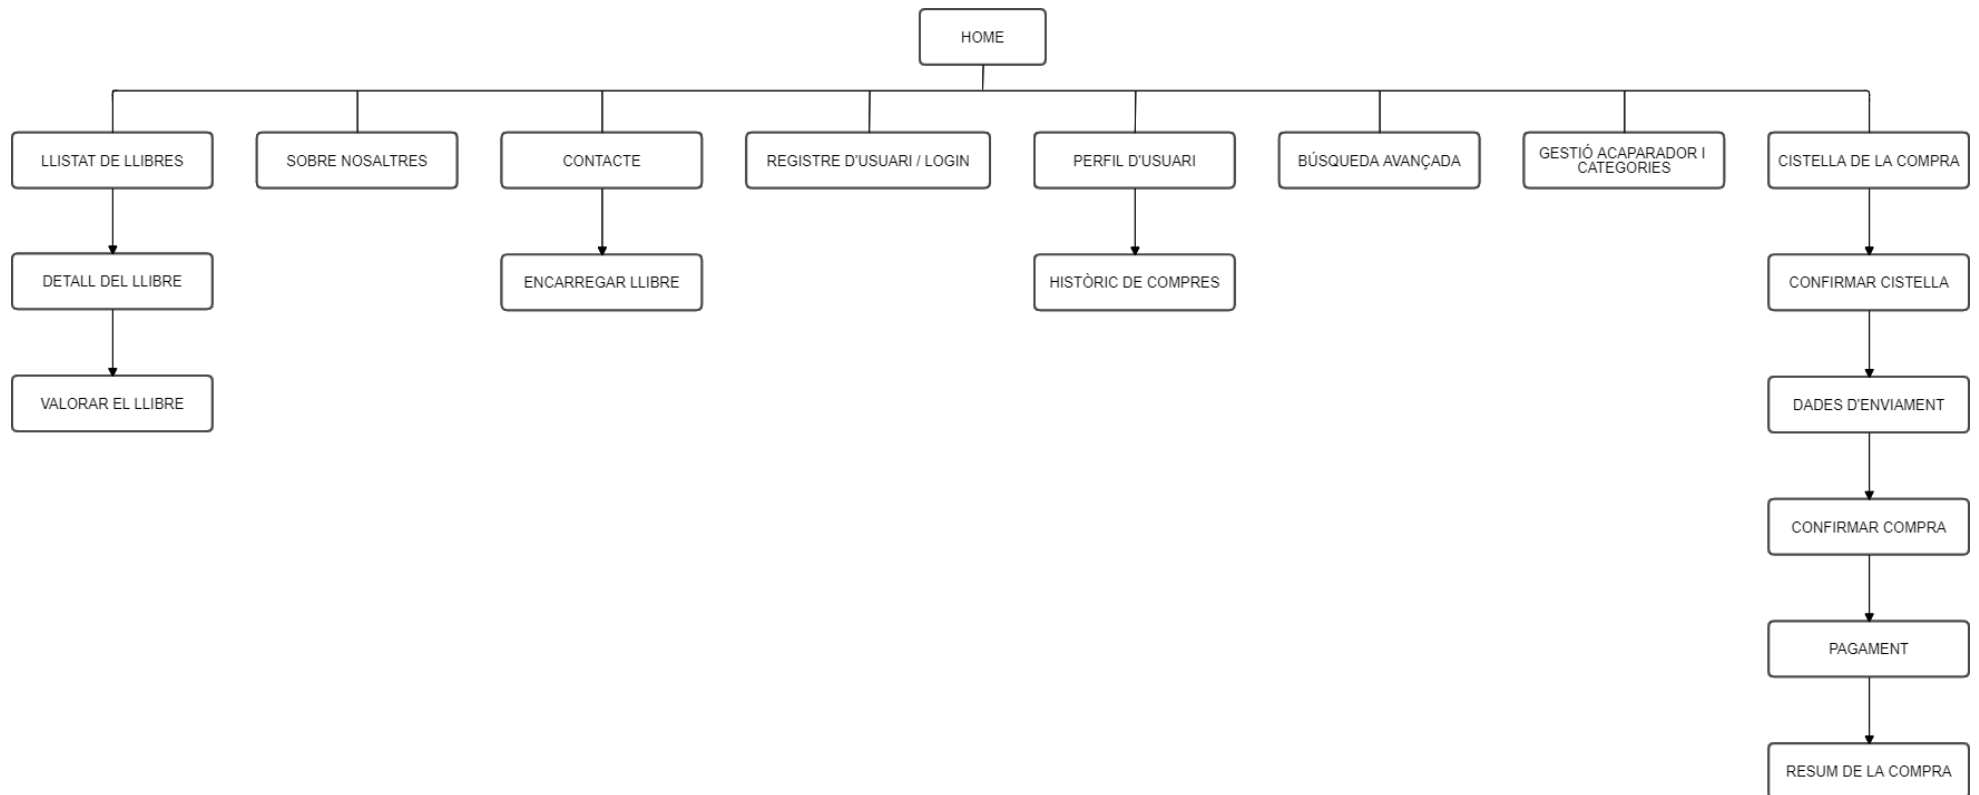 HOME
LLISTAT DE LLIBRES
SOBRE NOSALTRES
CONTACTE
REGISTRE D'USUARI / LOGIN
PERFIL D'USUARI
BÚSQUEDA AVANÇADA
GESTIÓ ACAPARADOR I
CATEGORIES
CISTELLA DE LA COMPRA
DETALL DEL LLIBRE
ENCARREGAR LLIBRE
HISTÒRIC DE COMPRES
CONFIRMAR CISTELLA
VALORAR EL LLIBRE
DADES D'ENVIAMENT
CONFIRMAR COMPRA
PAGAMENT
RESUM DE LA COMPRA